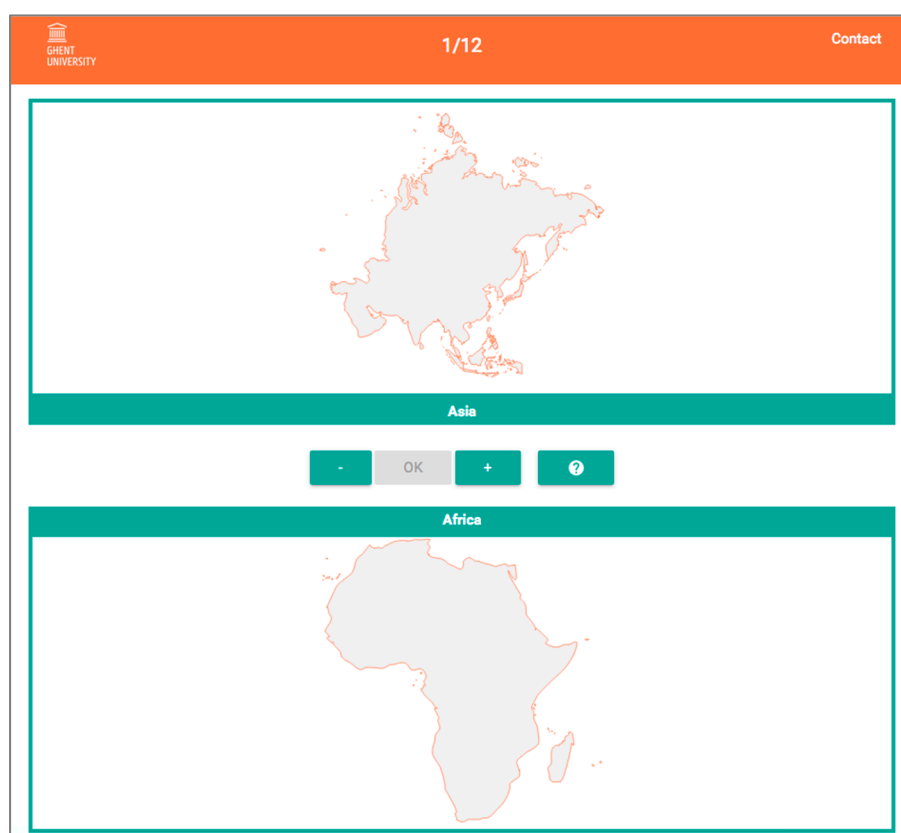 GHENT
UNIVERSITY
1/12
Contact
Asia
- OK + ?
Africa